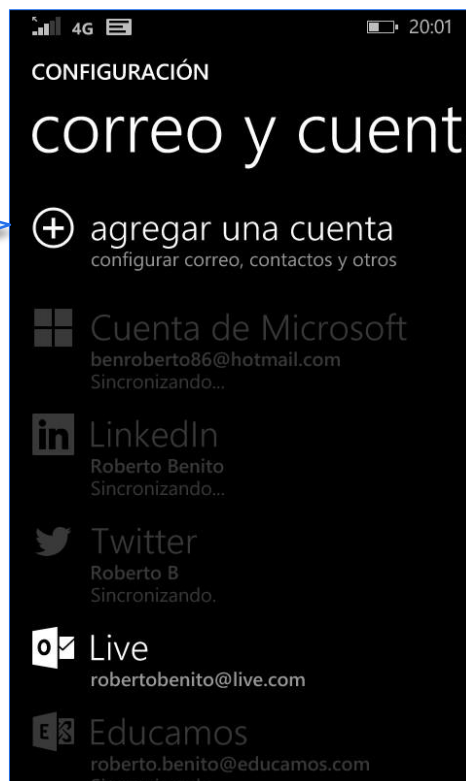 4G 20:01
CONFIGURACIÓN
correo y cuent
agregar una cuenta
configurar correo, contactos y otros
Cuenta de Microsoft
benroberto86@hotmail.com
Sincronizando...
in LinkedIn
Roberto Benito
Sincronizando...
Twitter
Roberto B
Sincronizando.
Live
robertobenito@live.com
Educamos
roberto.benito@educamos.com